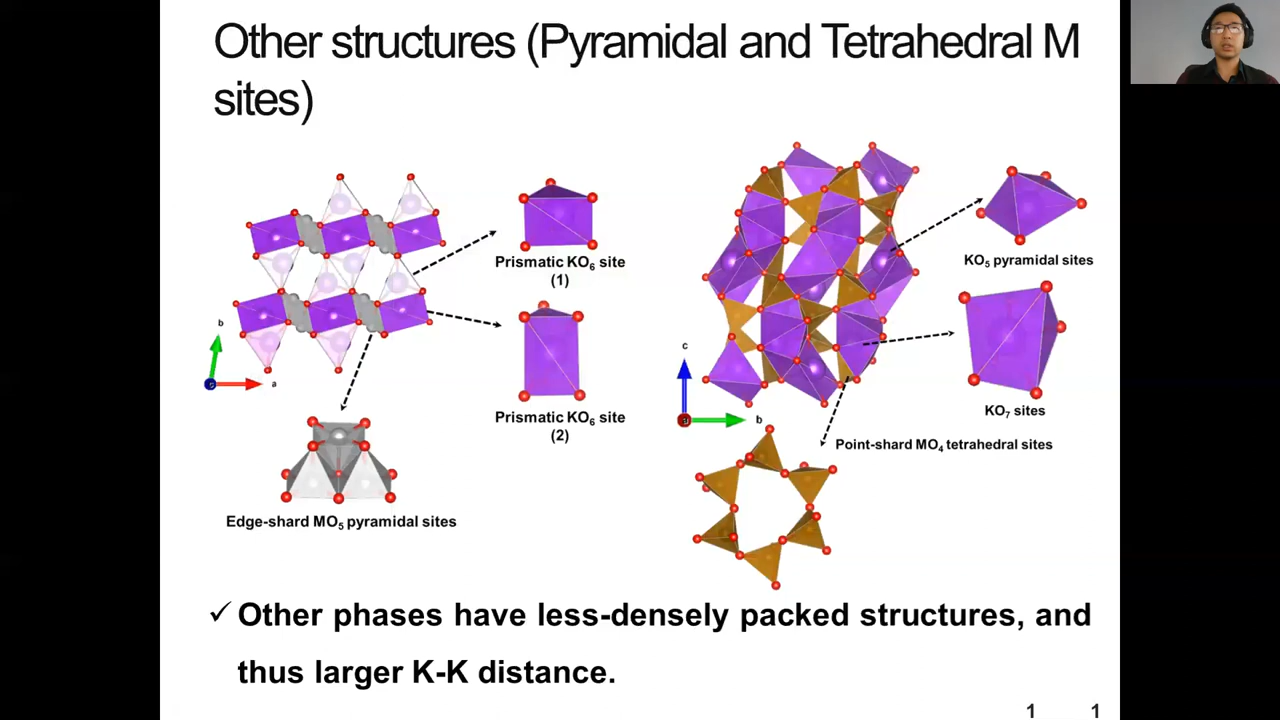 Other structures (Pyramidal and Tetrahedral M
sites)
Prismatic KO₆ site
(1)
b
a
Prismatic KO₆ site
(2)
Edge-shard MO₅ pyramidal sites
KO₅ pyramidal sites
c
b
KO₇ sites
Point-shard MO₄ tetrahedral sites
✓ Other phases have less-densely packed structures, and
thus larger K-K distance.
1 1